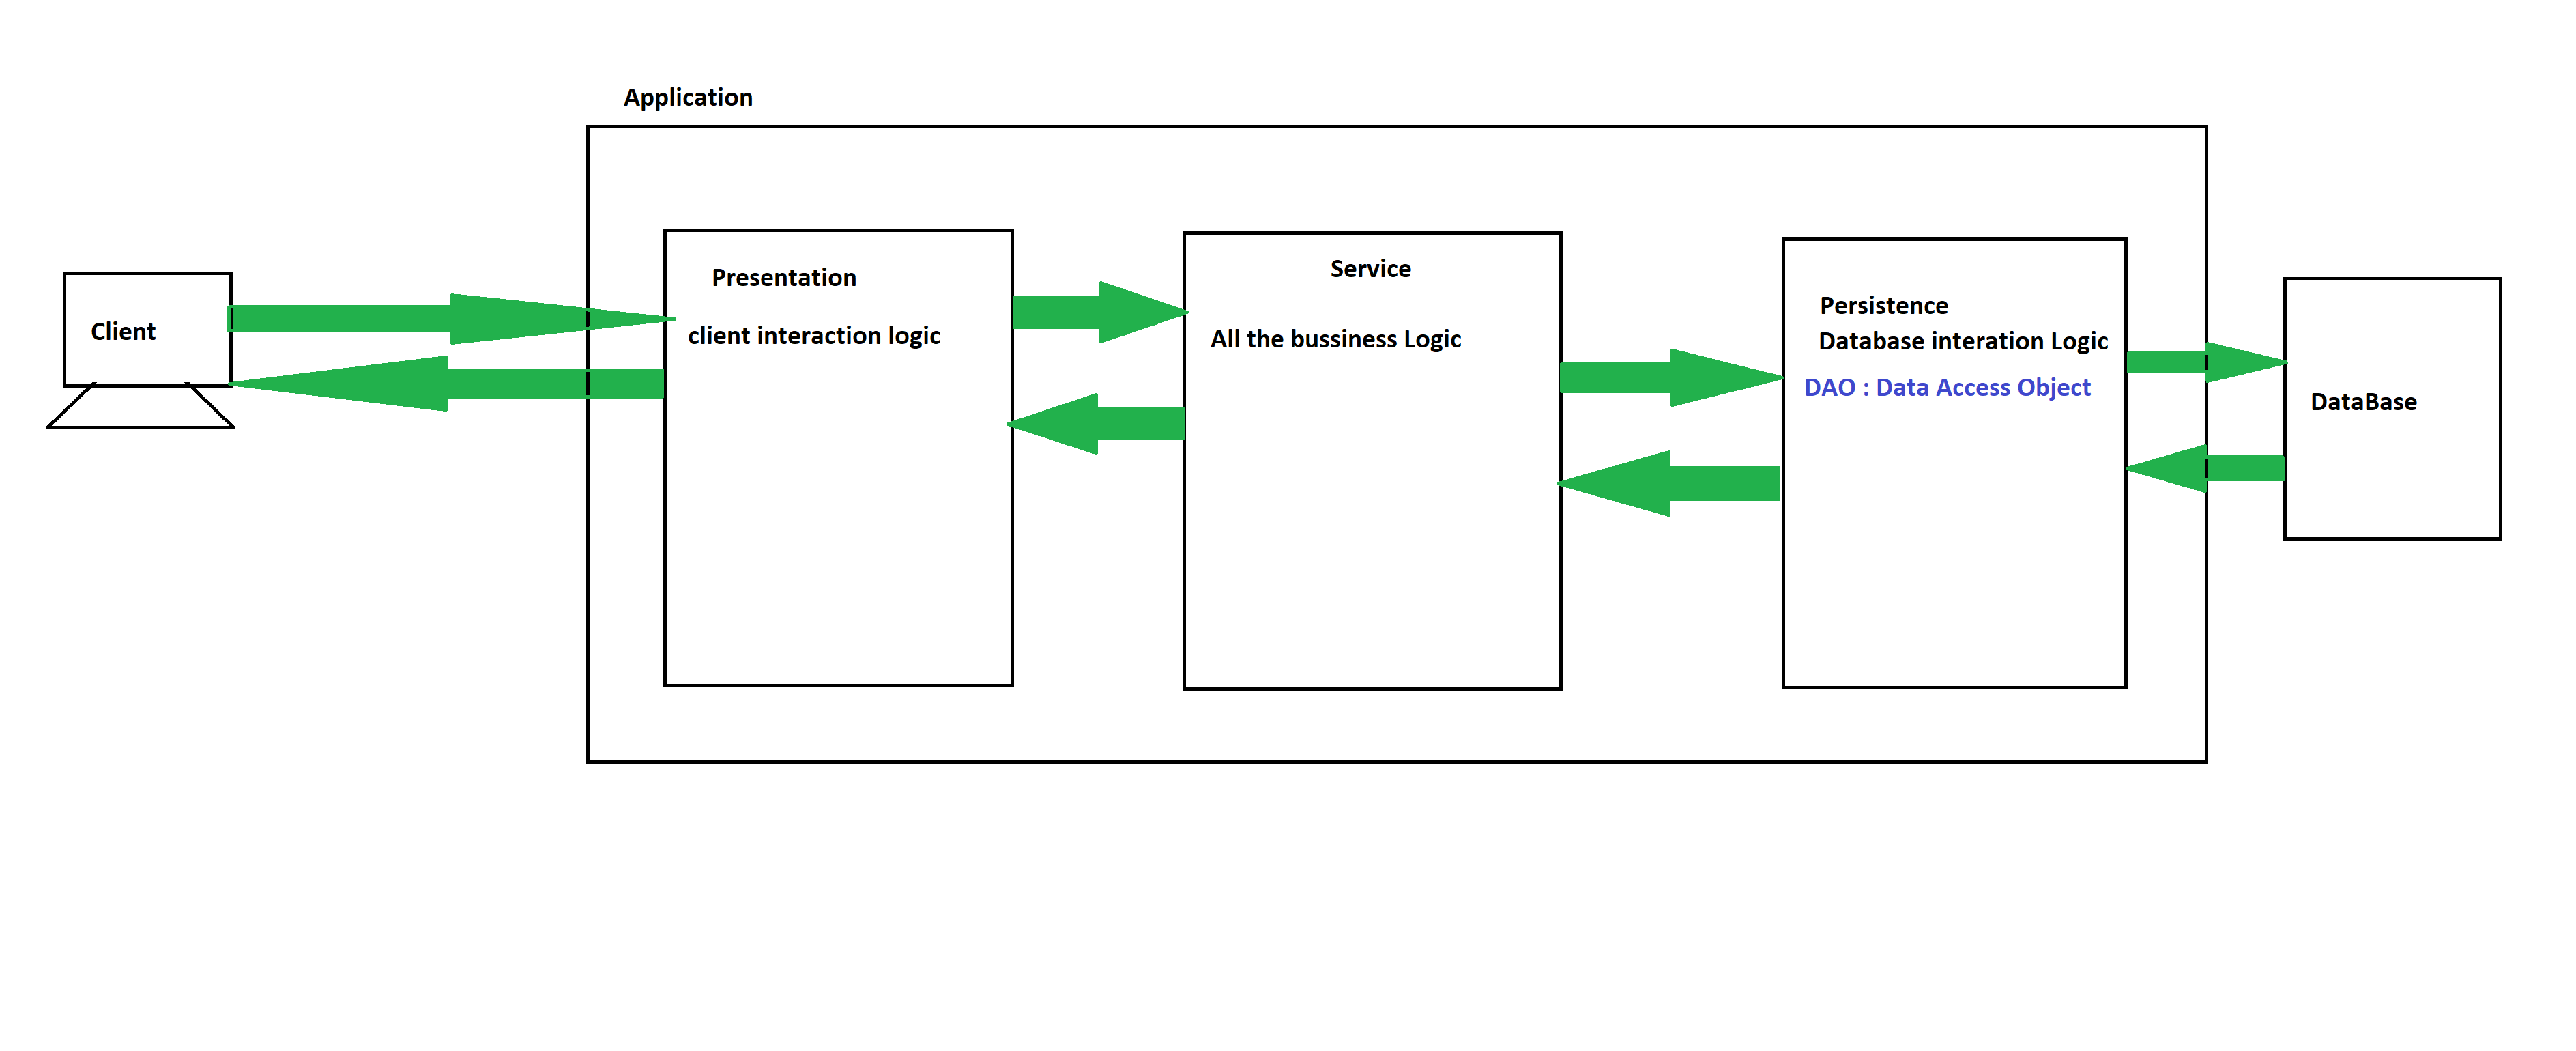 Application
Client
Presentation
client interaction logic
Service
All the bussiness Logic
Persistence
Database interation Logic
DAO : Data Access Object
DataBase